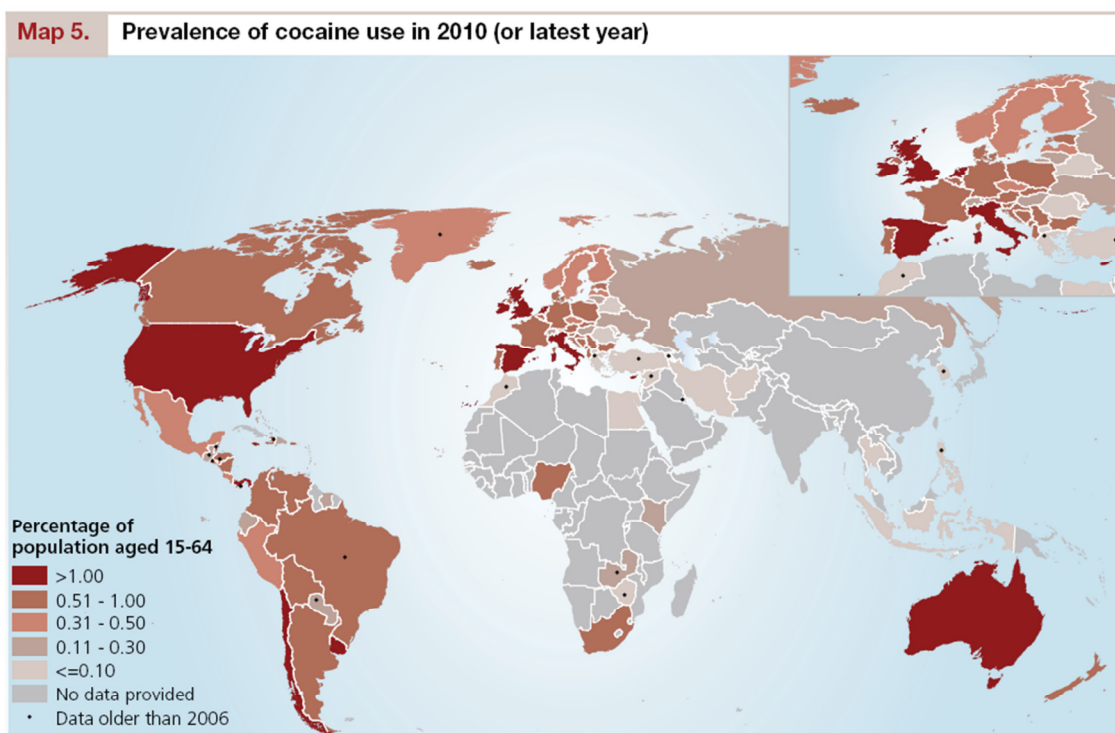 Map 5. Prevalence of cocaine use in 2010 (or latest year)
Percentage of
population aged 15-64
>1.00
0.51 - 1.00
0.31 - 0.50
0.11 - 0.30
<=0.10
No data provided
Data older than 2006